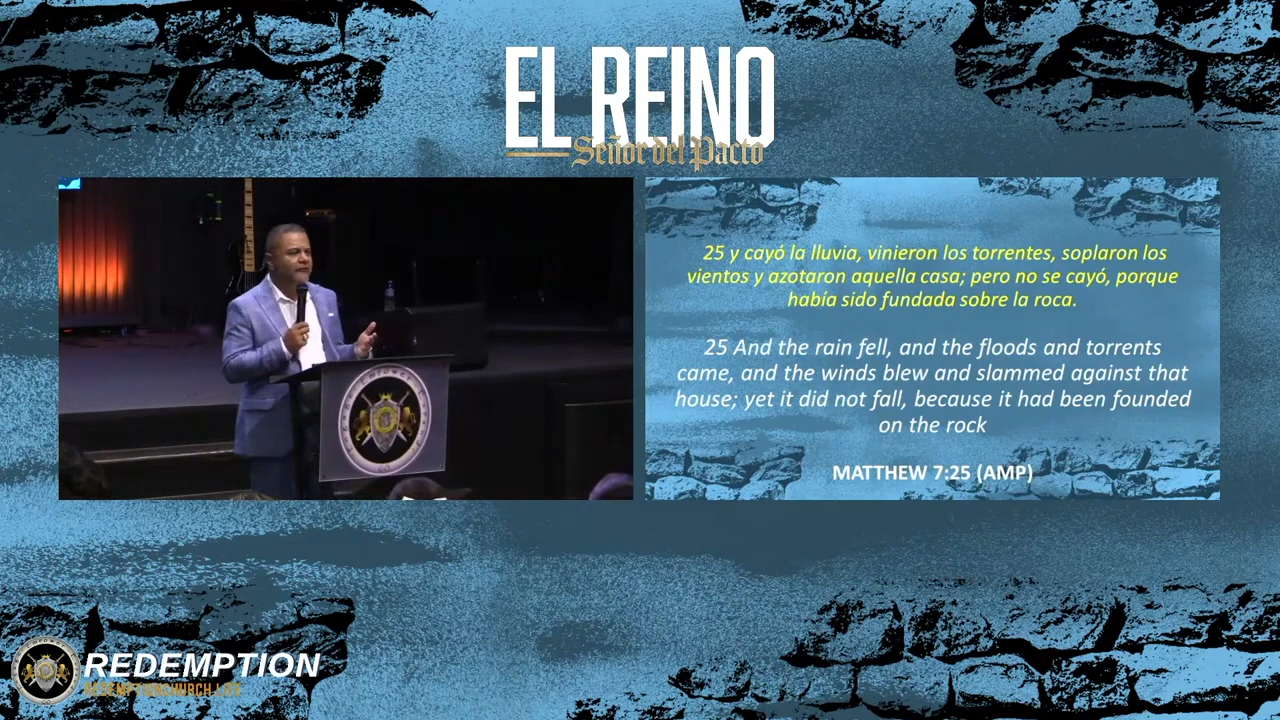 EL REINO
Señor del Pacto
25 y cayó la lluvia, vinieron los torrentes, soplaron los
vientos y azotaron aquella casa; pero no se cayó, porque
había sido fundada sobre la roca.
25 And the rain fell, and the floods and torrents
came, and the winds blew and slammed against that
house; yet it did not fall, because it had been founded
on the rock
MATTHEW 7:25 (AMP)
Empower
REDEMPTION
REDEMPTIONCHURCH.LIFE